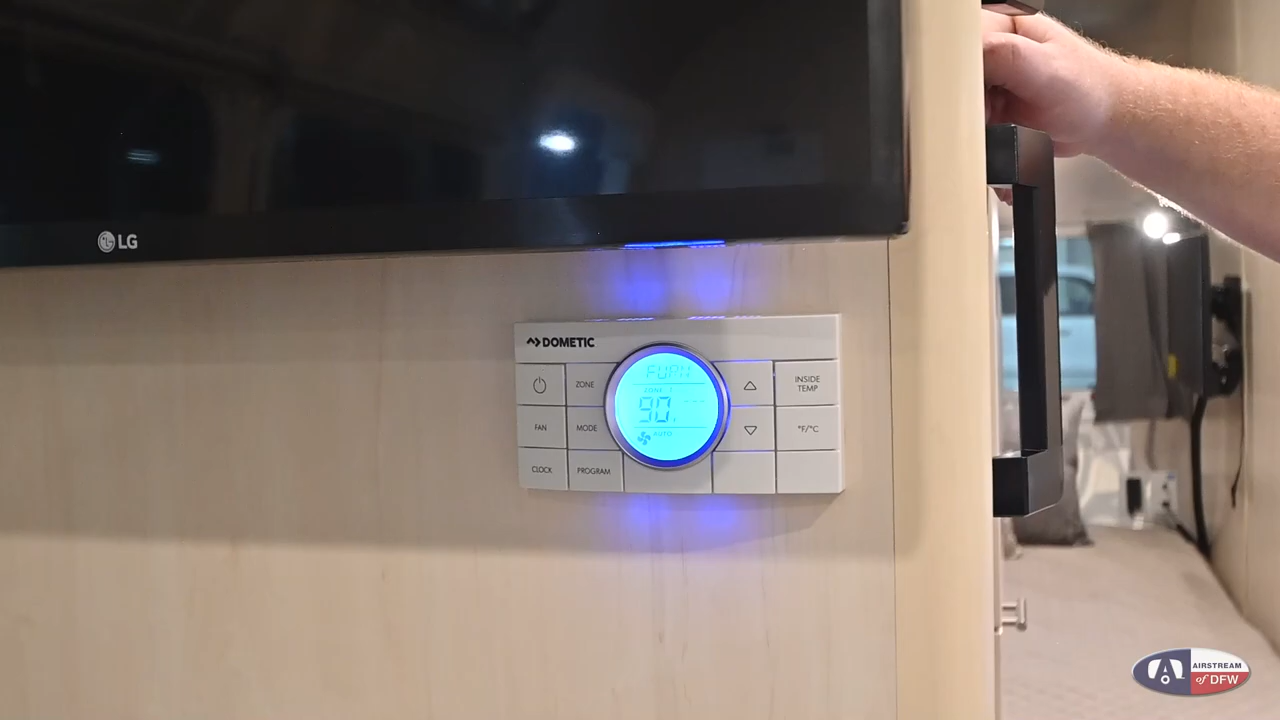 LG
DOMETIC
FURN
ZONE 1
90
AUTO
ZONE
INSIDE
TEMP
FAN
MODE
°F/°C
CLOCK
PROGRAM
AIRSTREAM
of DFW